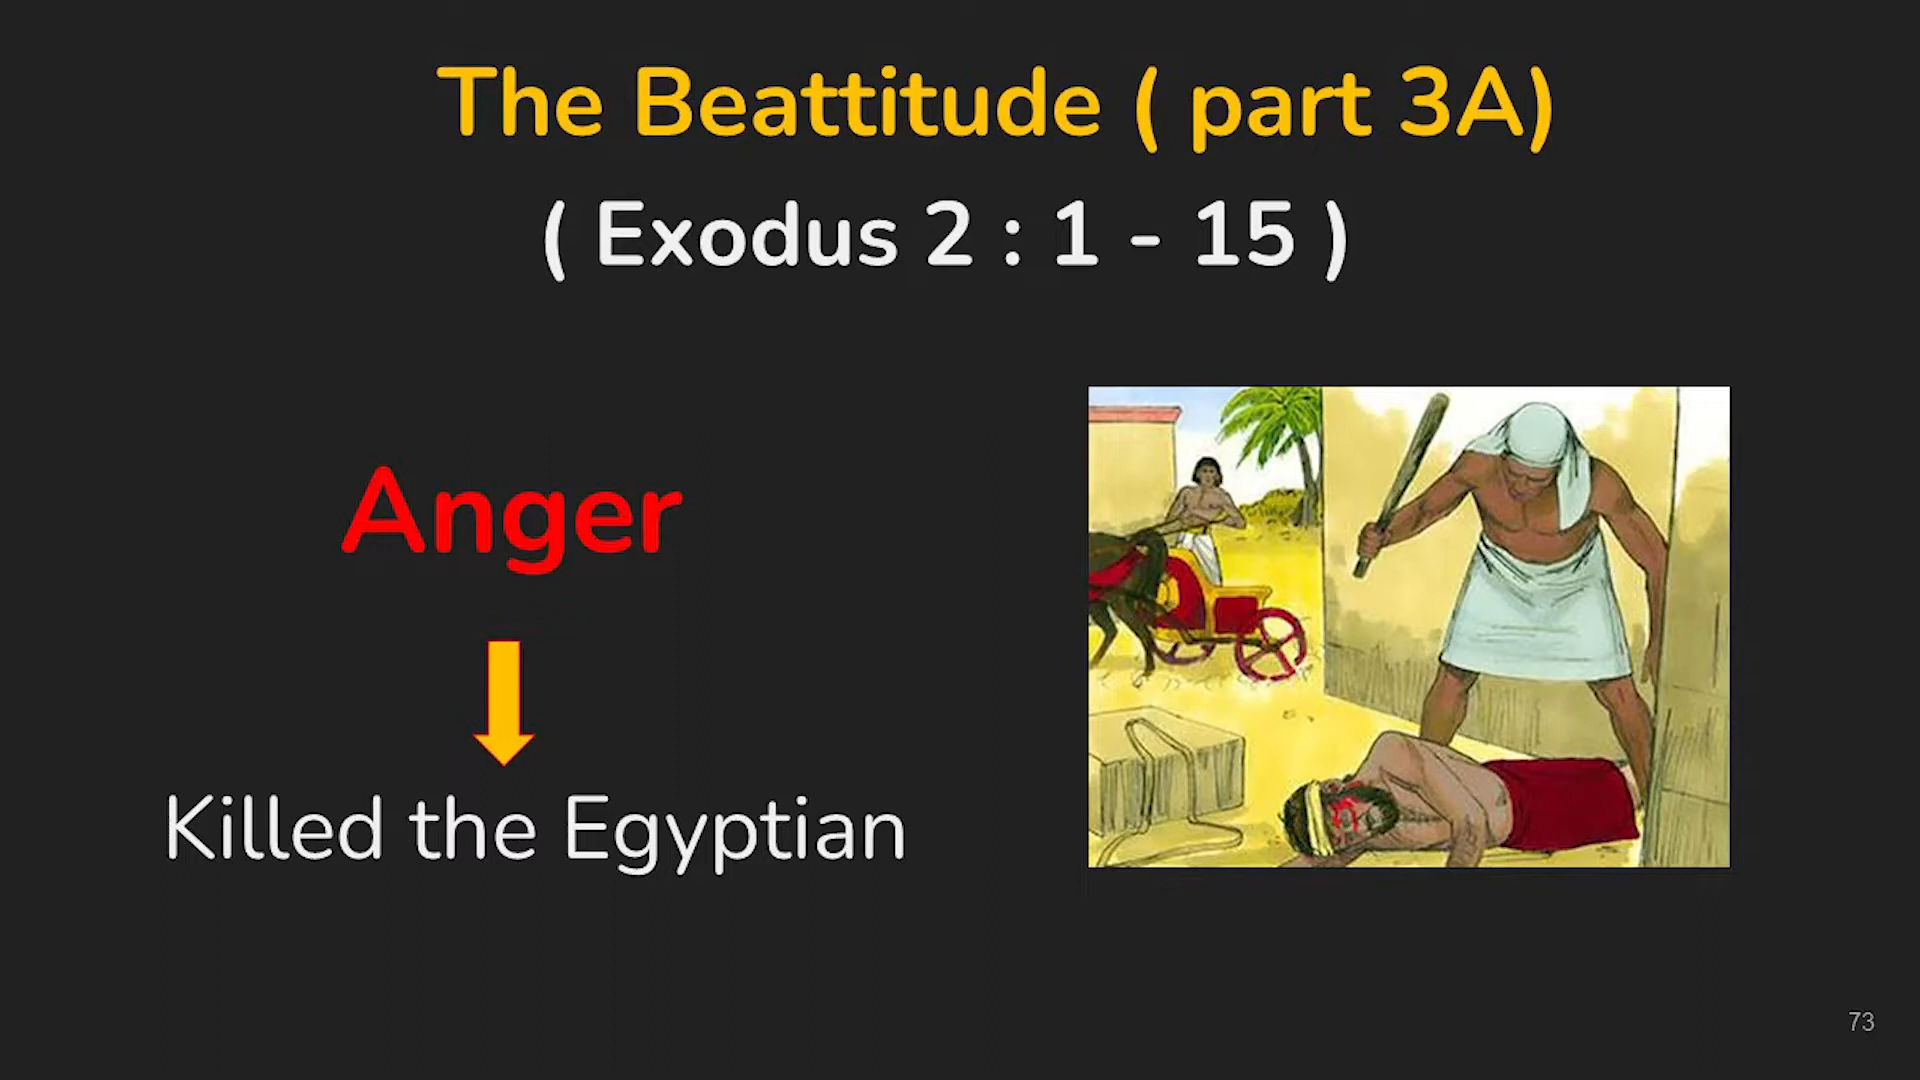 The Beattitude ( part 3A)
( Exodus 2 : 1 - 15 )
Anger
Killed the Egyptian
73